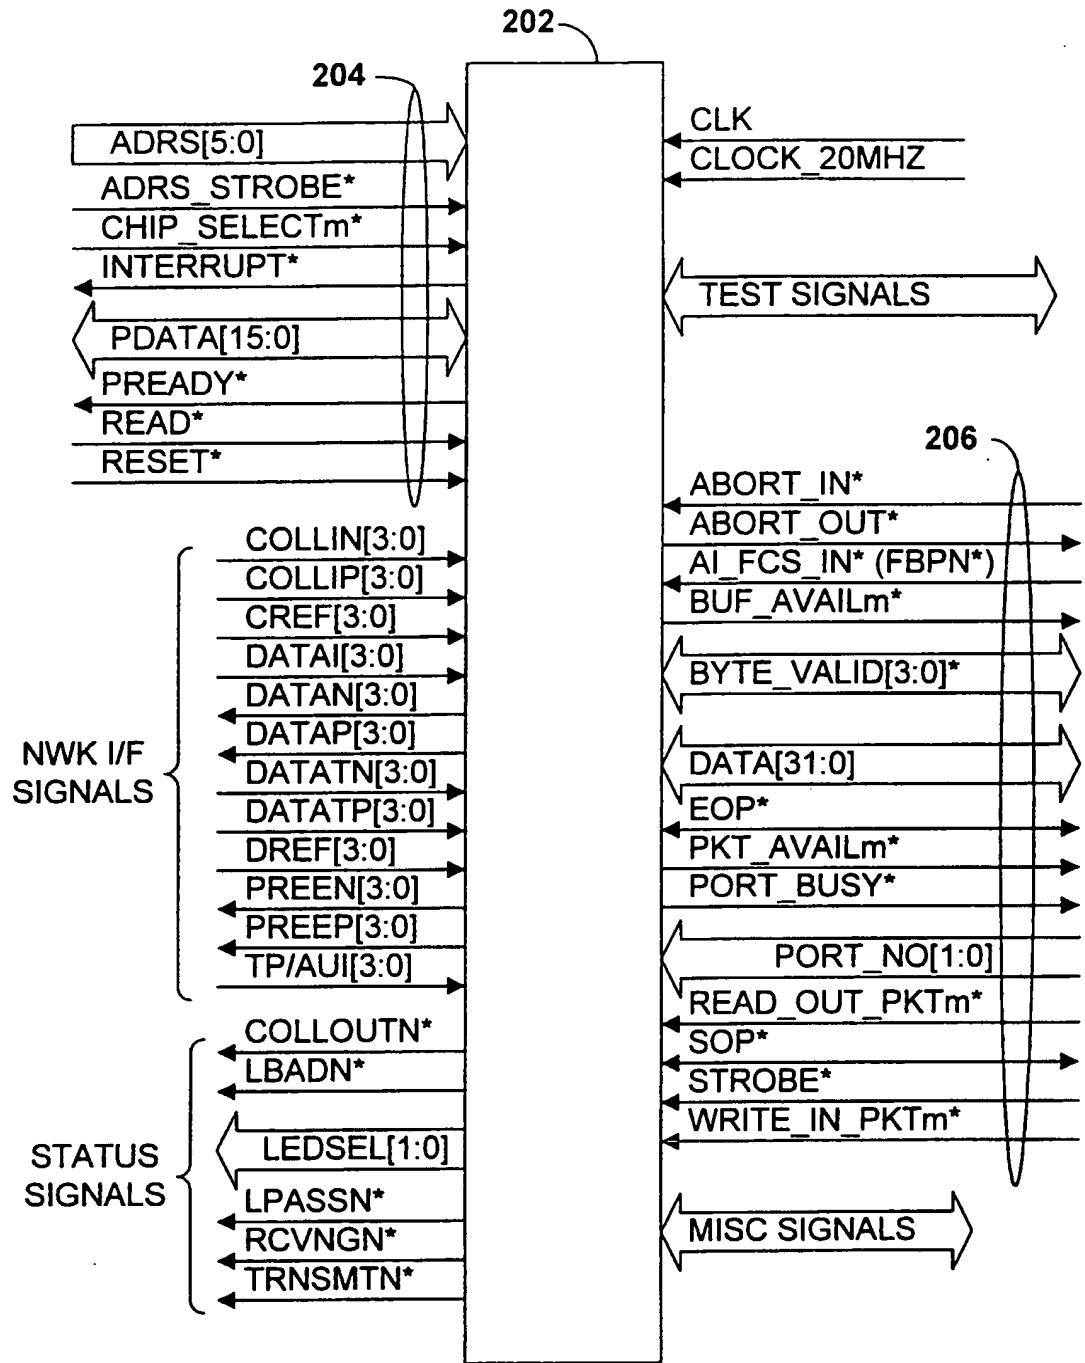 202
204
ADRS[5:0]
ADRS_STROBE*
CHIP_SELECTm*
INTERRUPT*
PDATA[15:0]
PREADY*
READ*
RESET*
NWK I/F
SIGNALS
COLLIN[3:0]
COLLIP[3:0]
CREF[3:0]
DATAI[3:0]
DATAN[3:0]
DATAP[3:0]
DATATN[3:0]
DATATP[3:0]
DREF[3:0]
PREEN[3:0]
PREEP[3:0]
TP/AUI[3:0]
STATUS
SIGNALS
COLLOUTN*
LBADN*
LEDSEL[1:0]
LPASSN*
RCVNGN*
TRNSMTN*
CLK
CLOCK_20MHZ
TEST SIGNALS
206
ABORT_IN*
ABORT_OUT*
AI_FCS_IN* (FBPN*)
BUF_AVAILm*
BYTE_VALID[3:0]*
DATA[31:0]
EOP*
PKT_AVAILm*
PORT_BUSY*
PORT_NO[1:0]
READ_OUT_PKTm*
SOP*
STROBE*
WRITE_IN_PKTm*
MISC SIGNALS